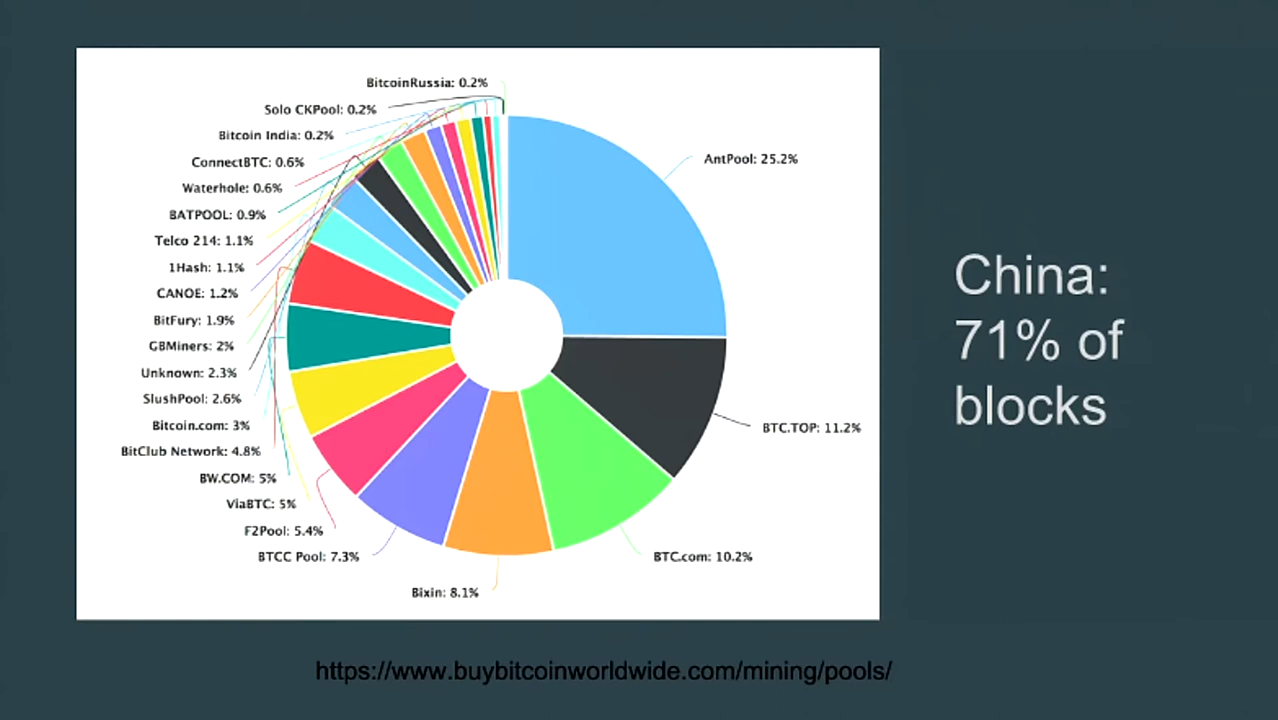 BitcoinRussia: 0.2%
Solo CKPool: 0.2%
Bitcoin India: 0.2%
ConnectBTC: 0.6%
Waterhole: 0.6%
BATPOOL: 0.9%
Telco 214: 1.1%
1Hash: 1.1%
CANOE: 1.2%
BitFury: 1.9%
GBMiners: 2%
Unknown: 2.3%
SlushPool: 2.6%
Bitcoin.com: 3%
BitClub Network: 4.8%
BW.COM: 5%
ViaBTC: 5%
F2Pool: 5.4%
BTCC Pool: 7.3%
Bixin: 8.1%
AntPool: 25.2%
BTC.TOP: 11.2%
BTC.com: 10.2%
China:
71% of
blocks
https://www.buybitcoinworldwide.com/mining/pools/